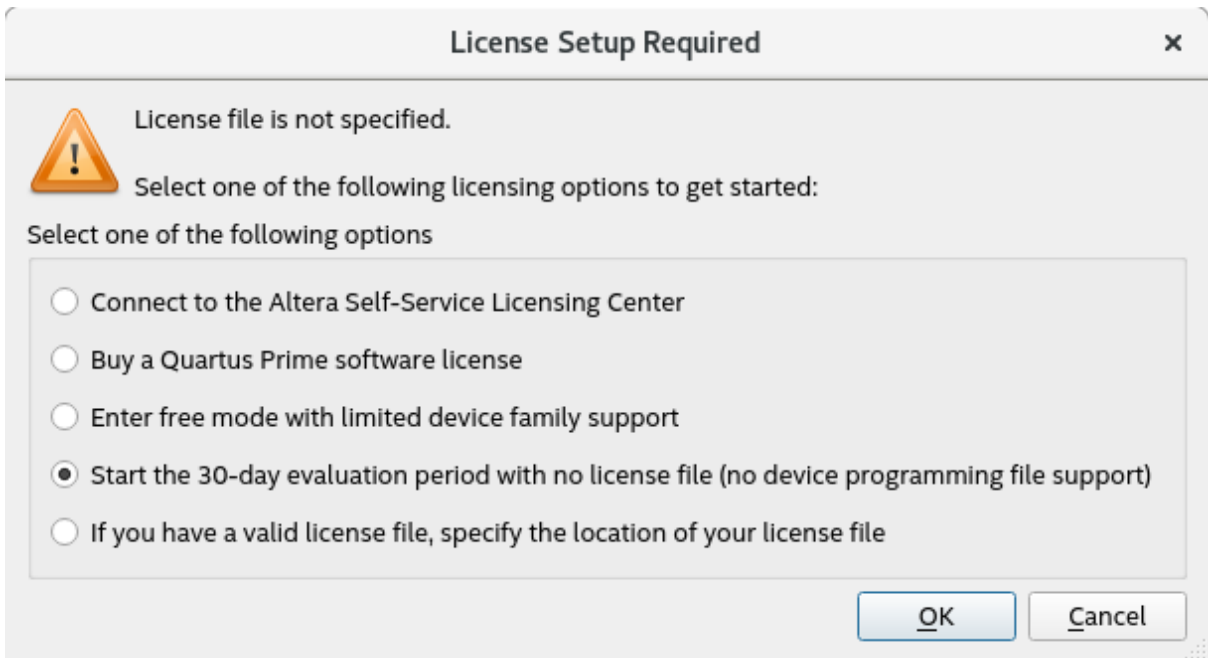 License Setup Required
License file is not specified.
Select one of the following licensing options to get started:
Select one of the following options
Connect to the Altera Self-Service Licensing Center
Buy a Quartus Prime software license
Enter free mode with limited device family support
Start the 30-day evaluation period with no license file (no device programming file support)
If you have a valid license file, specify the location of your license file
OK Cancel